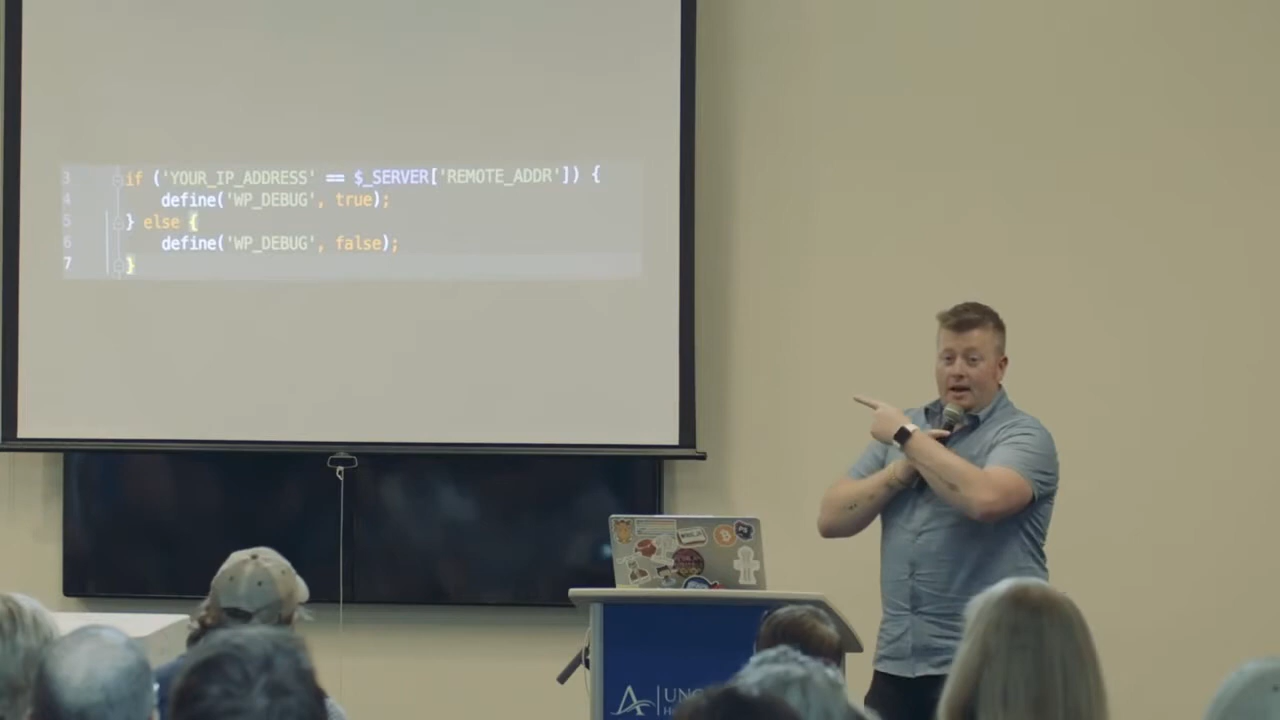 3 if ('YOUR_IP_ADDRESS' == $_SERVER['REMOTE_ADDR']) {
4 define('WP_DEBUG', true);
5 } else {
6 define('WP_DEBUG', false);
7 }